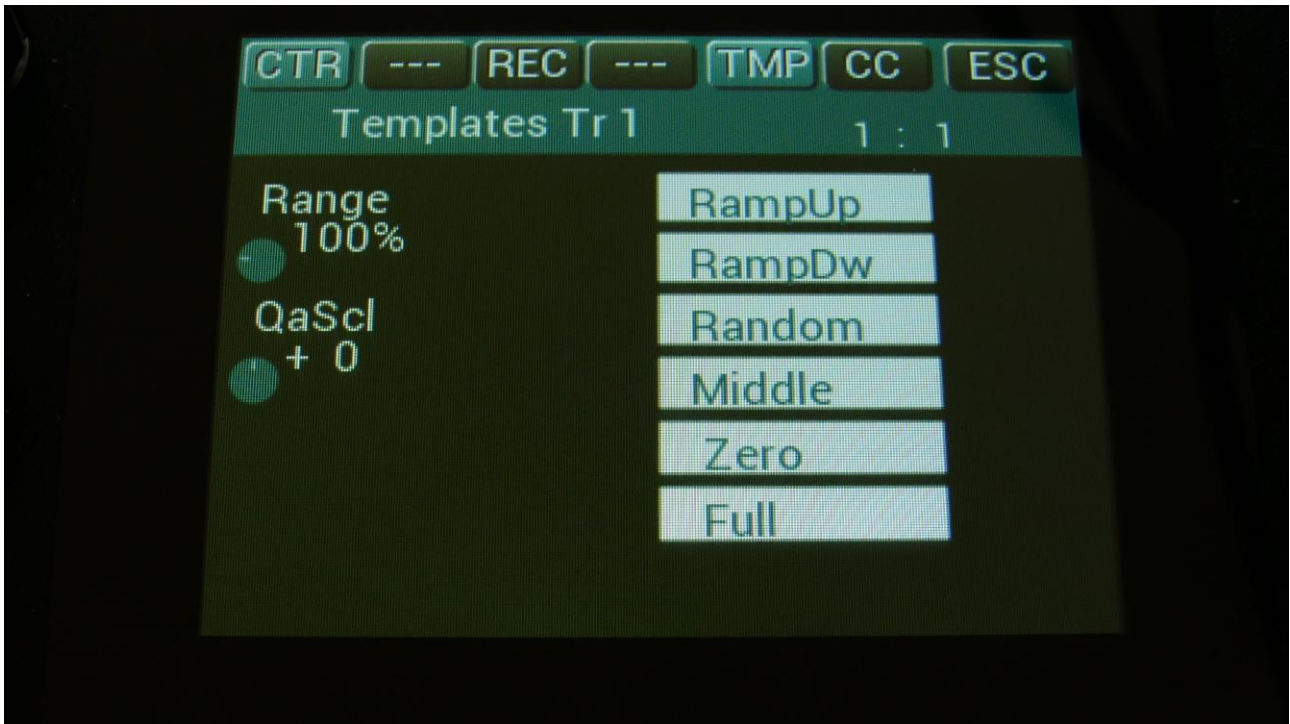 CTR --- REC --- TMP CC ESC
Templates Tr 1 1 : 1
Range
100%
QaScl
+ 0
RampUp
RampDw
Random
Middle
Zero
Full